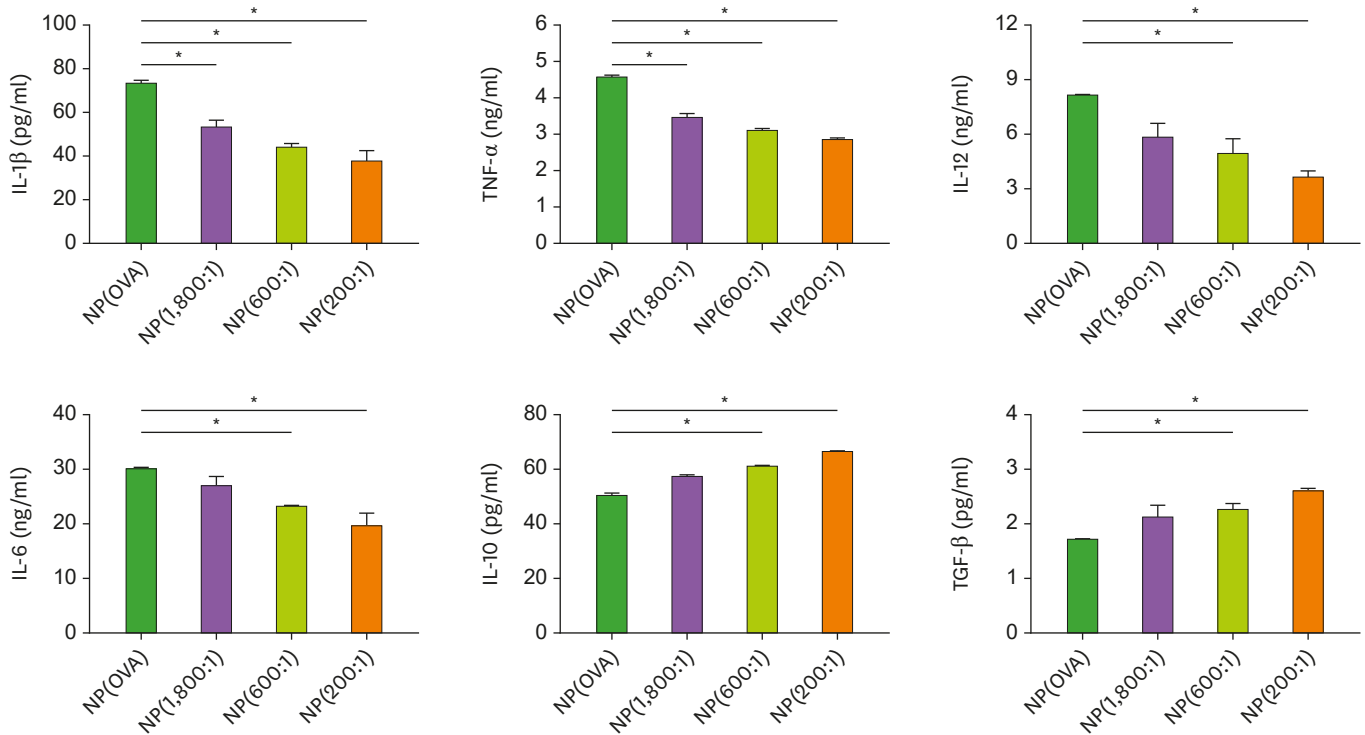 IL-1β (pg/ml)
100
80
60
40
20
0
*
*
*
NP(OVA)
NP(1,800:1)
NP(600:1)
NP(200:1)
TNF-α (ng/ml)
6
5
4
3
2
1
0
*
*
*
NP(OVA)
NP(1,800:1)
NP(600:1)
NP(200:1)
IL-12 (ng/ml)
12
9
6
3
0
*
*
NP(OVA)
NP(1,800:1)
NP(600:1)
NP(200:1)
IL-6 (ng/ml)
40
30
20
10
0
*
*
NP(OVA)
NP(1,800:1)
NP(600:1)
NP(200:1)
IL-10 (pg/ml)
80
60
40
20
0
*
*
NP(OVA)
NP(1,800:1)
NP(600:1)
NP(200:1)
TGF-β (pg/ml)
4
3
2
1
0
*
*
NP(OVA)
NP(1,800:1)
NP(600:1)
NP(200:1)